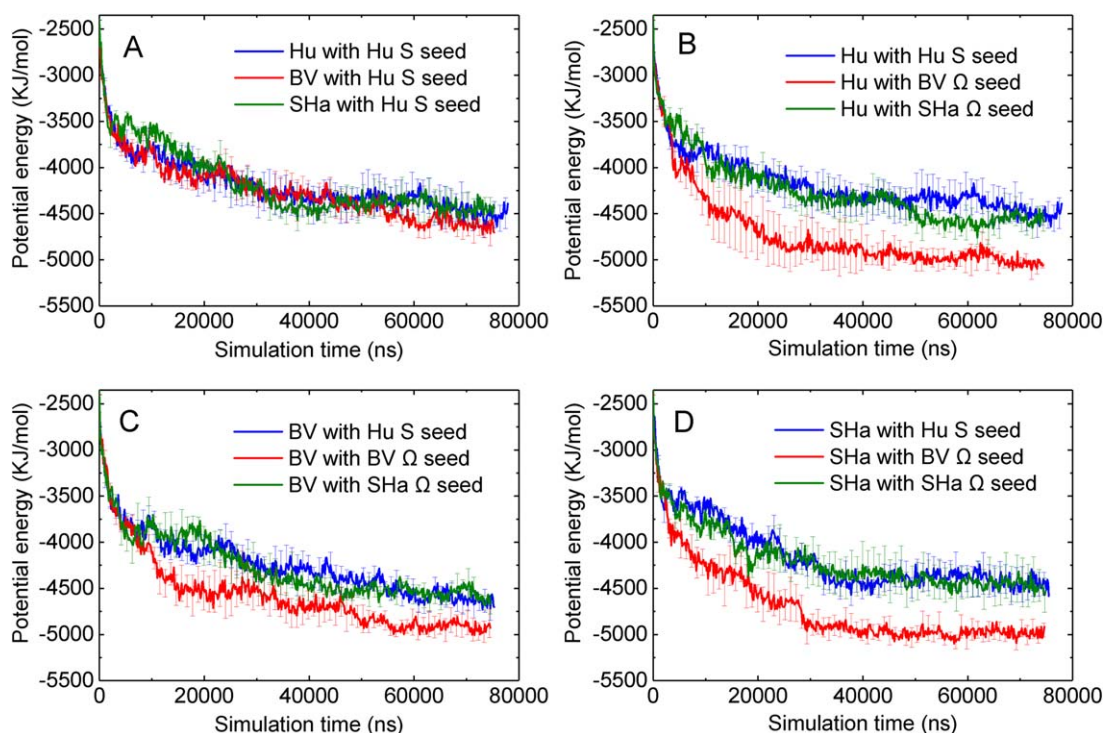 A
Hu with Hu S seed
BV with Hu S seed
SHa with Hu S seed
-2500
-3000
-3500
-4000
-4500
-5000
-5500
Potential energy (KJ/mol)
0 20000 40000 60000 80000
Simulation time (ns)
B
Hu with Hu S seed
Hu with BV Ω seed
Hu with SHa Ω seed
-2500
-3000
-3500
-4000
-4500
-5000
-5500
Potential energy (KJ/mol)
0 20000 40000 60000 80000
Simulation time (ns)
C
BV with Hu S seed
BV with BV Ω seed
BV with SHa Ω seed
-2500
-3000
-3500
-4000
-4500
-5000
-5500
Potential energy (KJ/mol)
0 20000 40000 60000 80000
Simulation time (ns)
D
SHa with Hu S seed
SHa with BV Ω seed
SHa with SHa Ω seed
-2500
-3000
-3500
-4000
-4500
-5000
-5500
Potential energy (KJ/mol)
0 20000 40000 60000 80000
Simulation time (ns)